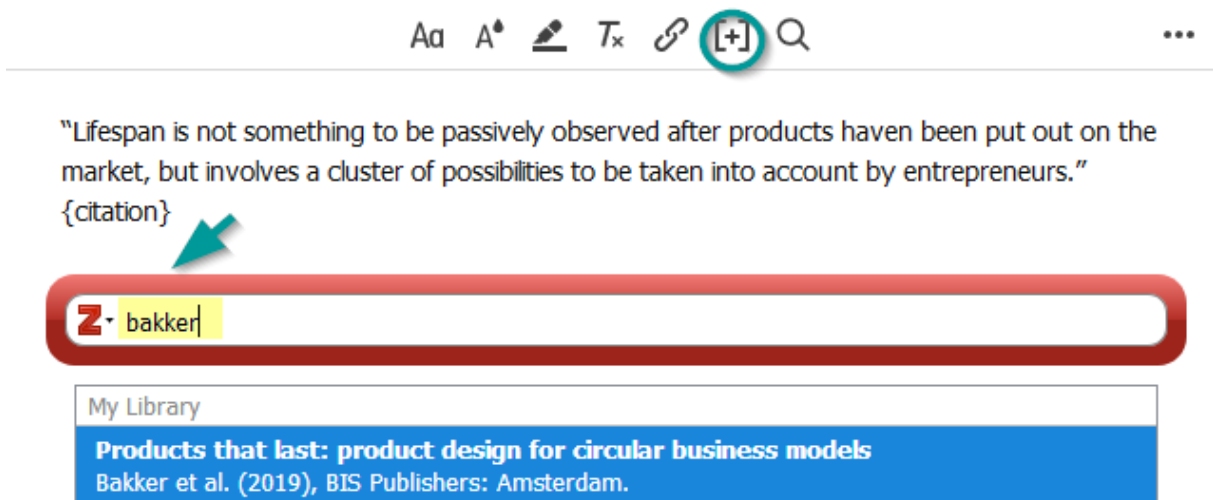 Aa A Tx [+]
“Lifespan is not something to be passively observed after products haven been put out on the
market, but involves a cluster of possibilities to be taken into account by entrepreneurs.”
{citation}
Z bakker
My Library
Products that last: product design for circular business models
Bakker et al. (2019), BIS Publishers: Amsterdam.